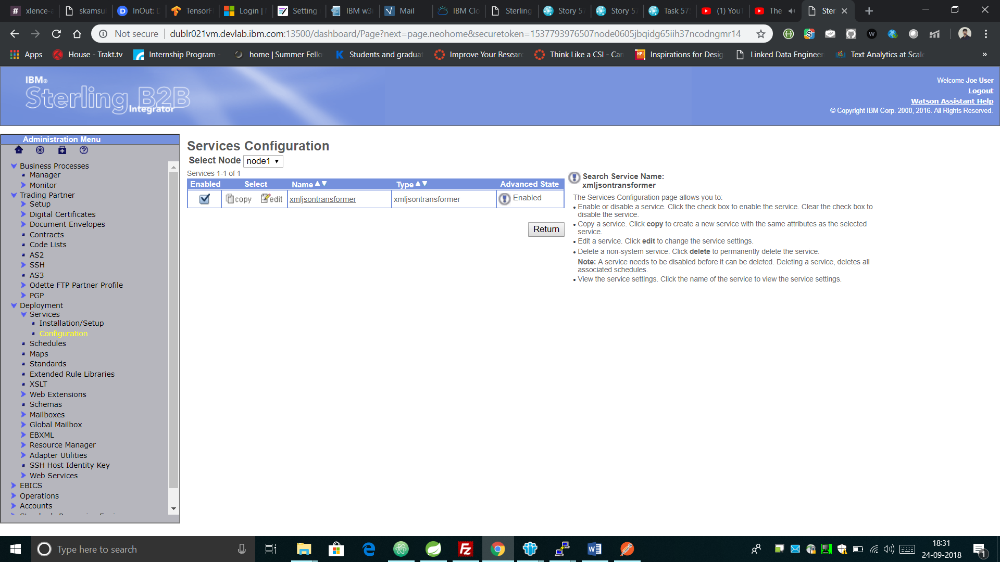 xlence-a
skamsul
InOut: D
TensorFl
Login |
Setting
IBM w3i
Mail
IBM Clo
Sterling
Story 57
Story 57
Task 575
(1) YouT
The
Ster
Not secure
dublr021vm.devlab.ibm.com:13500/dashboard/Page?next=page.neohome&securetoken=1537793976507node0605jbqidg65iih37ncodngmr14
Apps
House - Trakt.tv
Internship Program -
home | Summer Fello
Students and graduat
Improve Your Researc
Think Like a CSI - Can
Inspirations for Desig
Linked Data Engineer
Text Analytics at Scale
»
IBM®
Sterling B2B
Integrator
Welcome Joe User
Logout
Watson Assistant Help
© Copyright IBM Corp. 2000, 2016. All Rights Reserved.
Administration Menu
Business Processes
Manager
Monitor
Trading Partner
Setup
Digital Certificates
Document Envelopes
Contracts
Code Lists
AS2
SSH
AS3
Odette FTP Partner Profile
PGP
Deployment
Services
Installation/Setup
Configuration
Schedules
Maps
Standards
Extended Rule Libraries
XSLT
Web Extensions
Schemas
Mailboxes
Global Mailbox
EBXML
Resource Manager
Adapter Utilities
SSH Host Identity Key
Web Services
EBICS
Operations
Accounts
Services Configuration
Select Node node1
Services 1-1 of 1
Enabled Select Name Type Advanced State
copy edit xmljsontransformer xmljsontransformer Enabled
Return
Search Service Name:
xmljsontransformer
The Services Configuration page allows you to:
• Enable or disable a service. Click the check box to enable the service. Clear the check box to
disable the service.
• Copy a service. Click copy to create a new service with the same attributes as the selected
service.
• Edit a service. Click edit to change the service settings.
• Delete a non-system service. Click delete to permanently delete the service.
Note: A service needs to be disabled before it can be deleted. Deleting a service, deletes all
associated schedules.
• View the service settings. Click the name of the service to view the service settings.
Type here to search
18:31
24-09-2018
1